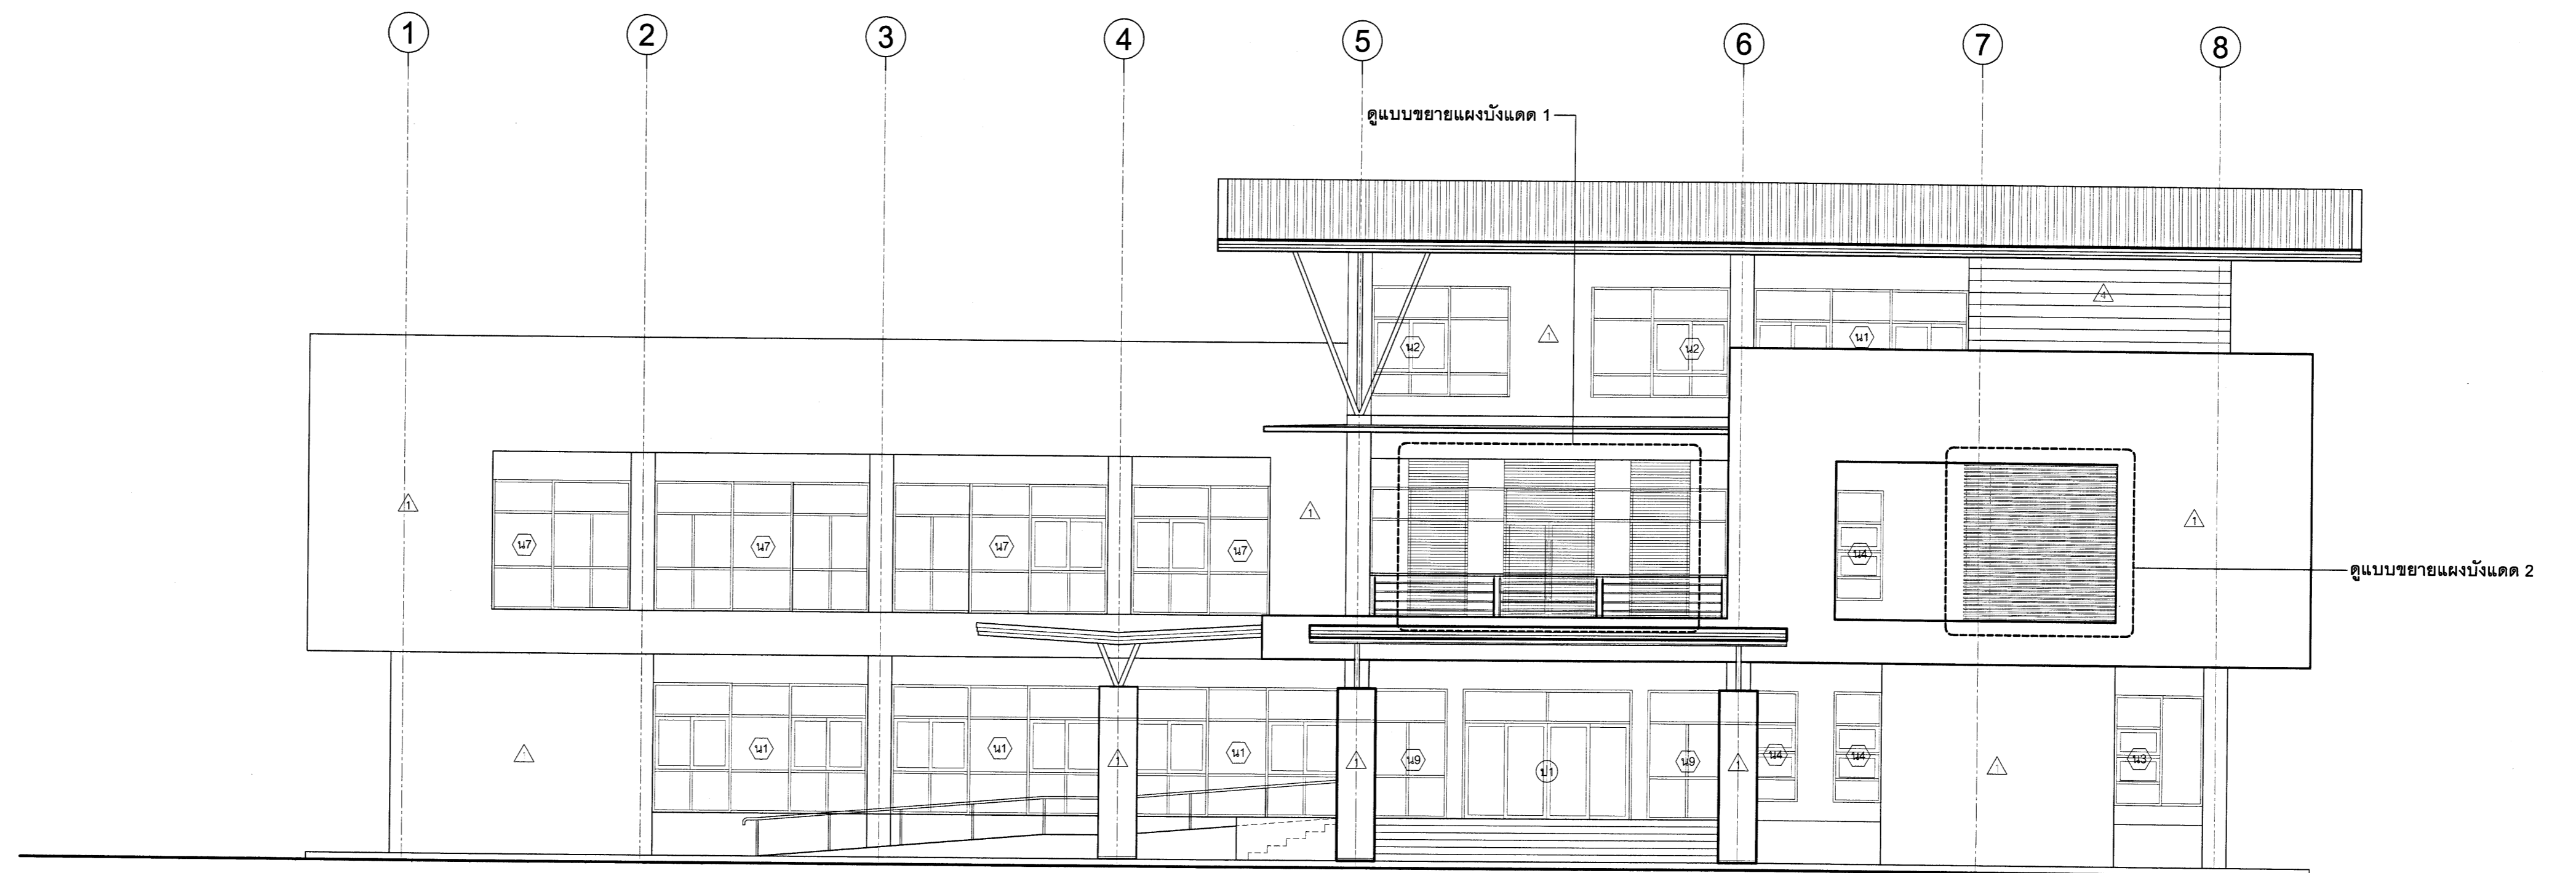 1 2 3 4 5 6 7 8
ดูแบบขยายแผงบังแดด 1
4
น2 1 น2 น1
1 1 1
น7 น7 น7 น7 น4
ดูแบบขยายแผงบังแดด 2
1 น1 น1 1 น1 1 น9 ป1 น9 1 น4 น4 1 น3